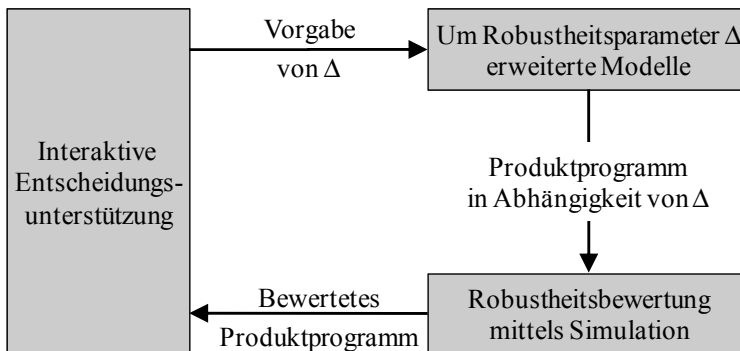 Interaktive
Entscheidungs-
unterstützung
Vorgabe
von Δ
Um Robustheitsparameter Δ
erweiterte Modelle
Produktprogramm
in Abhängigkeit von Δ
Robustheitsbewertung
mittels Simulation
Bewertetes
Produktprogramm